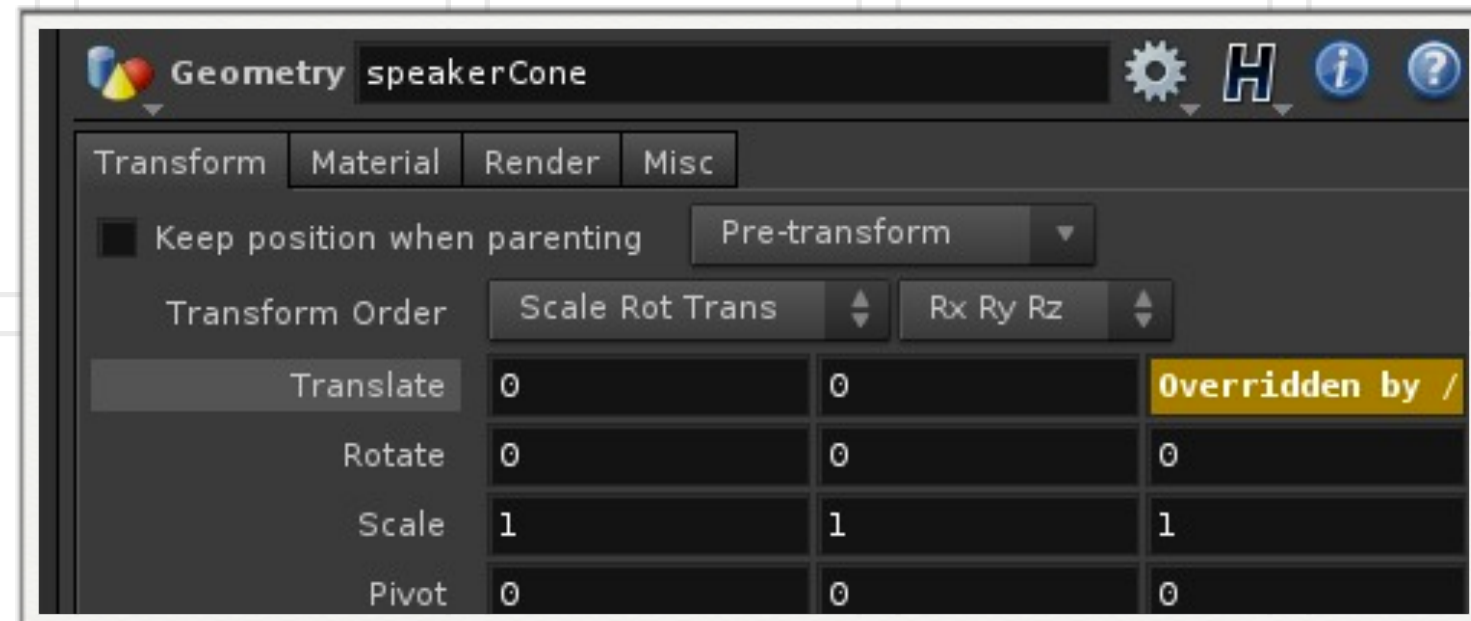 Geometry speakerCone
Transform Material Render Misc
Keep position when parenting Pre-transform
Transform Order Scale Rot Trans Rx Ry Rz
Translate 0 0 Overridden by /
Rotate 0 0 0
Scale 1 1 1
Pivot 0 0 0